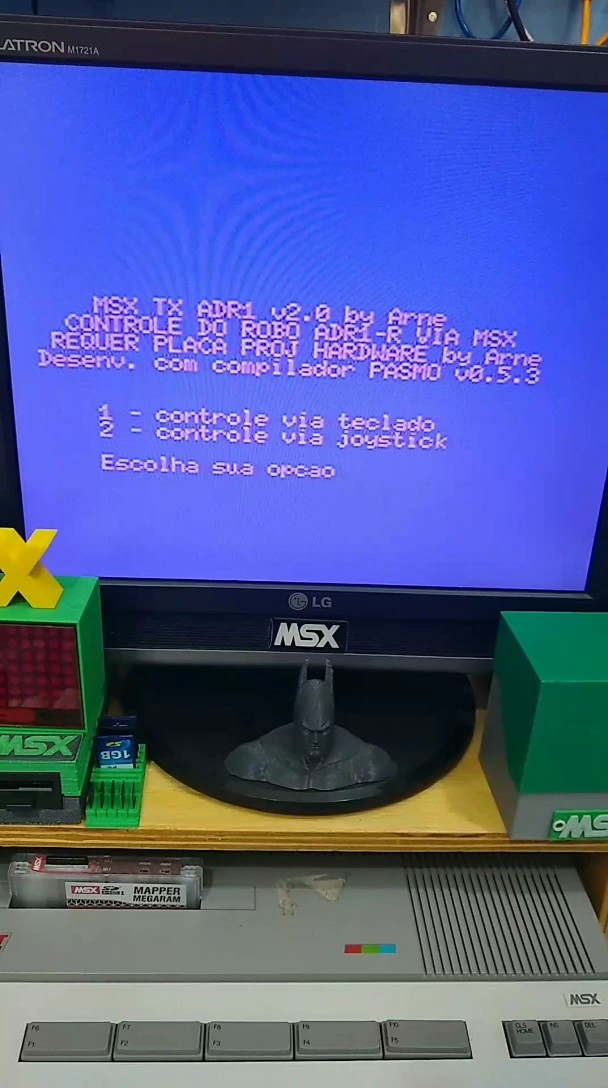 LATRON M1721A
MSX TX ADR1 v2.0 by Arne
CONTROLE DO ROBO ADR1-R VIA MSX
REQUER PLACA PROJ HARDWARE by Arne
Desenv. com compilador PASMO v0.5.3
1 - controle via teclado
2 - controle via joystick
Escolha sua opcao
LG
MSX
X
MSX
1GB
MS
MSX
MSX
MAPPER
MEGARAM
MSX
F6
F1
F7
F2
F8
F3
F9
F4
F10
F5
CLS
HOME
INS
DEL